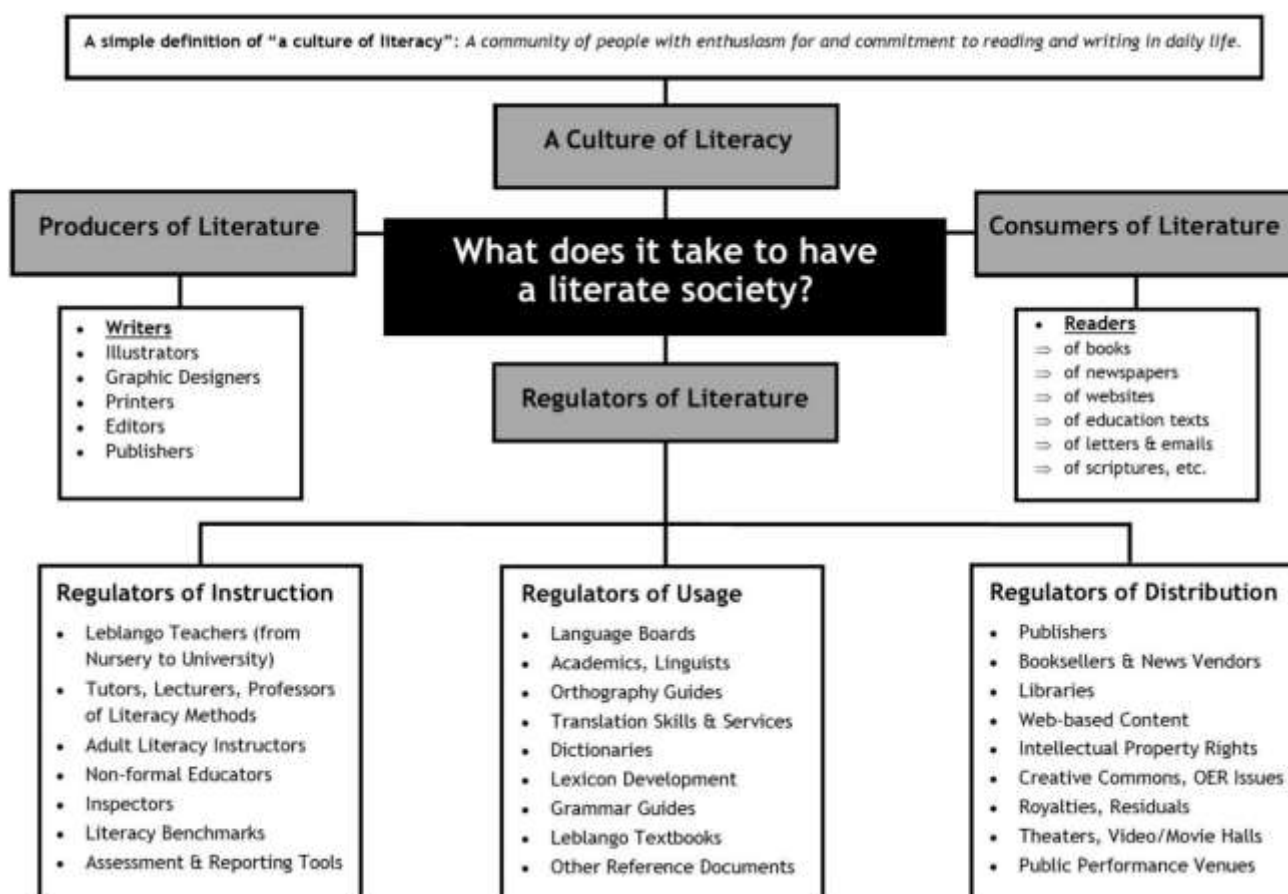 A simple definition of “a culture of literacy”: A community of people with enthusiasm for and commitment to reading and writing in daily life.
A Culture of Literacy
Producers of Literature
What does it take to have
a literate society?
Consumers of Literature
• Writers
• Illustrators
• Graphic Designers
• Printers
• Editors
• Publishers
• Readers
⇒ of books
⇒ of newspapers
⇒ of websites
⇒ of education texts
⇒ of letters & emails
⇒ of scriptures, etc.
Regulators of Literature
Regulators of Instruction
• Leblango Teachers (from
Nursery to University)
• Tutors, Lecturers, Professors
of Literacy Methods
• Adult Literacy Instructors
• Non-formal Educators
• Inspectors
• Literacy Benchmarks
• Assessment & Reporting Tools
Regulators of Usage
• Language Boards
• Academics, Linguists
• Orthography Guides
• Translation Skills & Services
• Dictionaries
• Lexicon Development
• Grammar Guides
• Leblango Textbooks
• Other Reference Documents
Regulators of Distribution
• Publishers
• Booksellers & News Vendors
• Libraries
• Web-based Content
• Intellectual Property Rights
• Creative Commons, OER Issues
• Royalties, Residuals
• Theaters, Video/Movie Halls
• Public Performance Venues